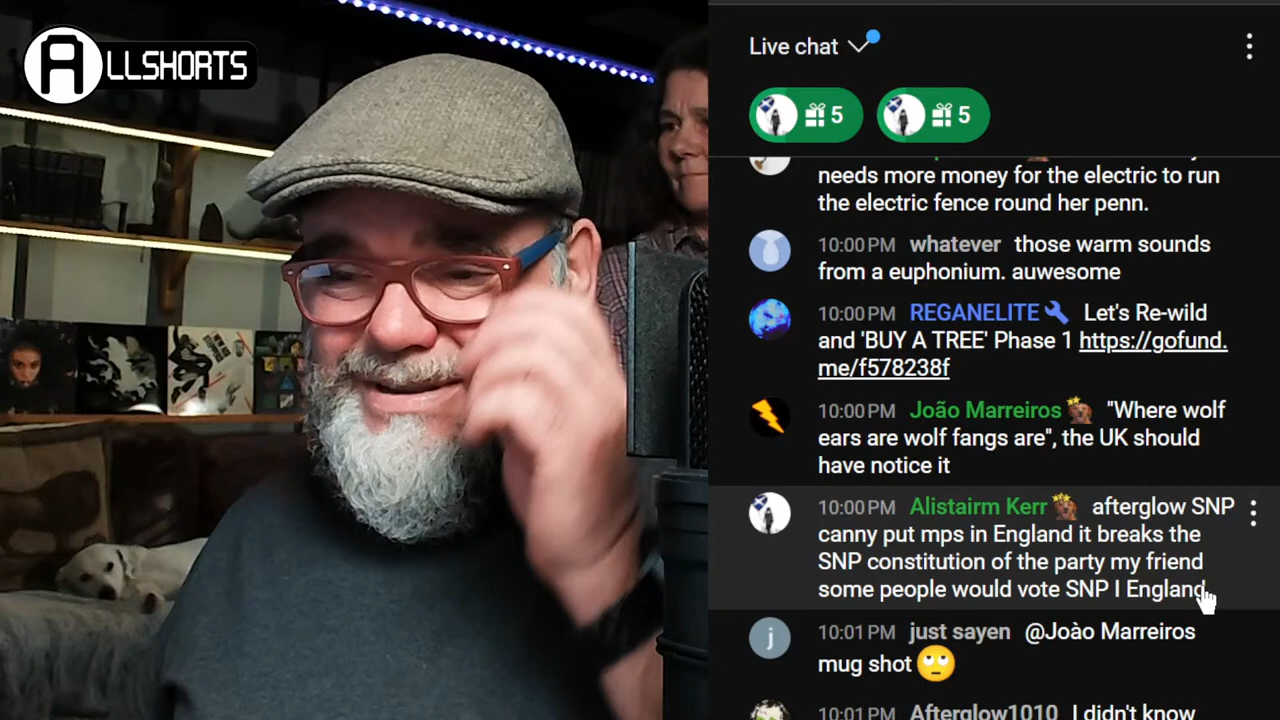 ALLSHORTS
Live chat
5 5
needs more money for the electric to run
the electric fence round her penn.
10:00 PM whatever those warm sounds
from a euphonium. auwesome
10:00 PM REGANELITE Let's Re-wild
and 'BUY A TREE' Phase 1 https://gofund.
me/f578238f
10:00 PM João Marreiros "Where wolf
ears are wolf fangs are", the UK should
have notice it
10:00 PM Alistairm Kerr afterglow SNP
canny put mps in England it breaks the
SNP constitution of the party my friend
some people would vote SNP I England
10:01 PM just sayen @Joào Marreiros
mug shot
10:01 PM Afterglow1010 I didn't know